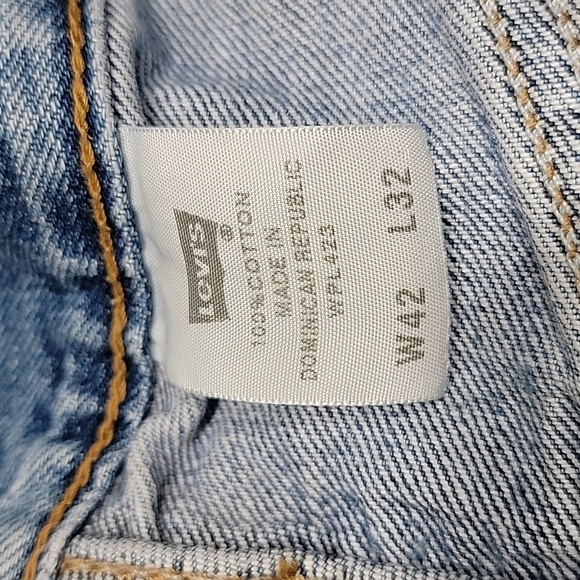 Levi's
®
100% COTTON
MADE IN
DOMINICAN REPUBLIC
WPL423
W42 L32